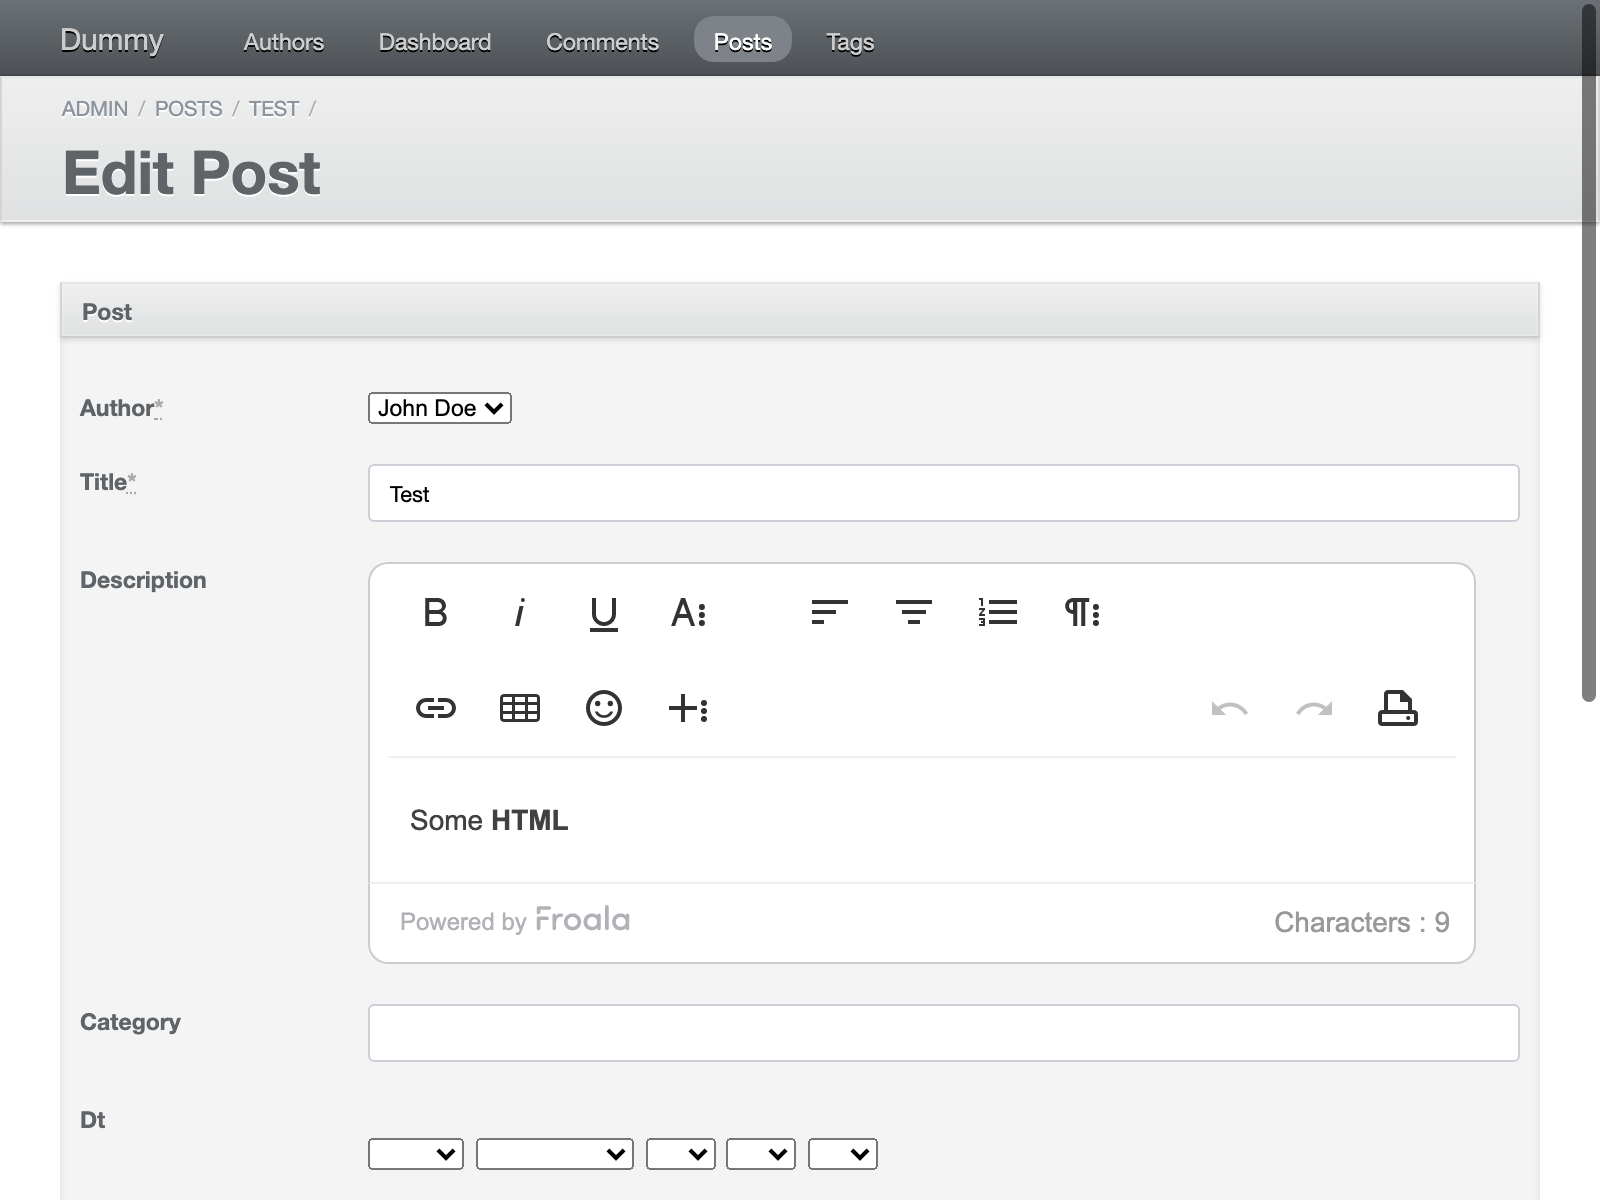 Dummy Authors Dashboard Comments Posts Tags
ADMIN / POSTS / TEST /
Edit Post
Post
Author* John Doe
Title* Test
Description
Some HTML
Powered by Froala Characters : 9
Category
Dt